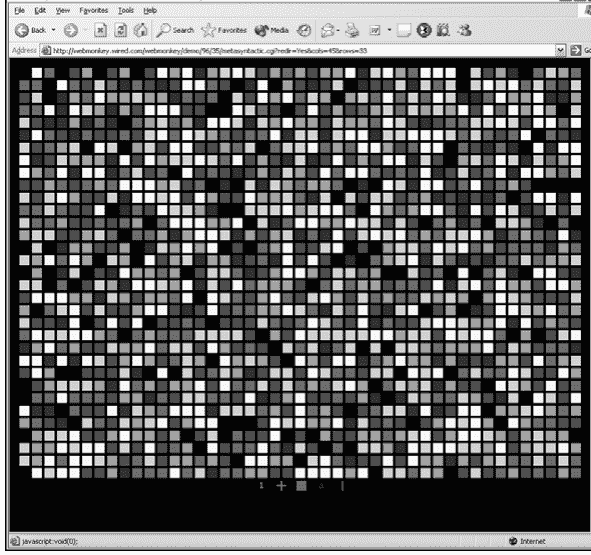 File Edit View Favorites Tools Help
Back Search Favorites Media
Address http://webmonkey.wired.com/webmonkey/demo/96/35/metasyntactic.cgi?redir=Yes&cols=45&rows=33 Go
javascript:void(0); Internet